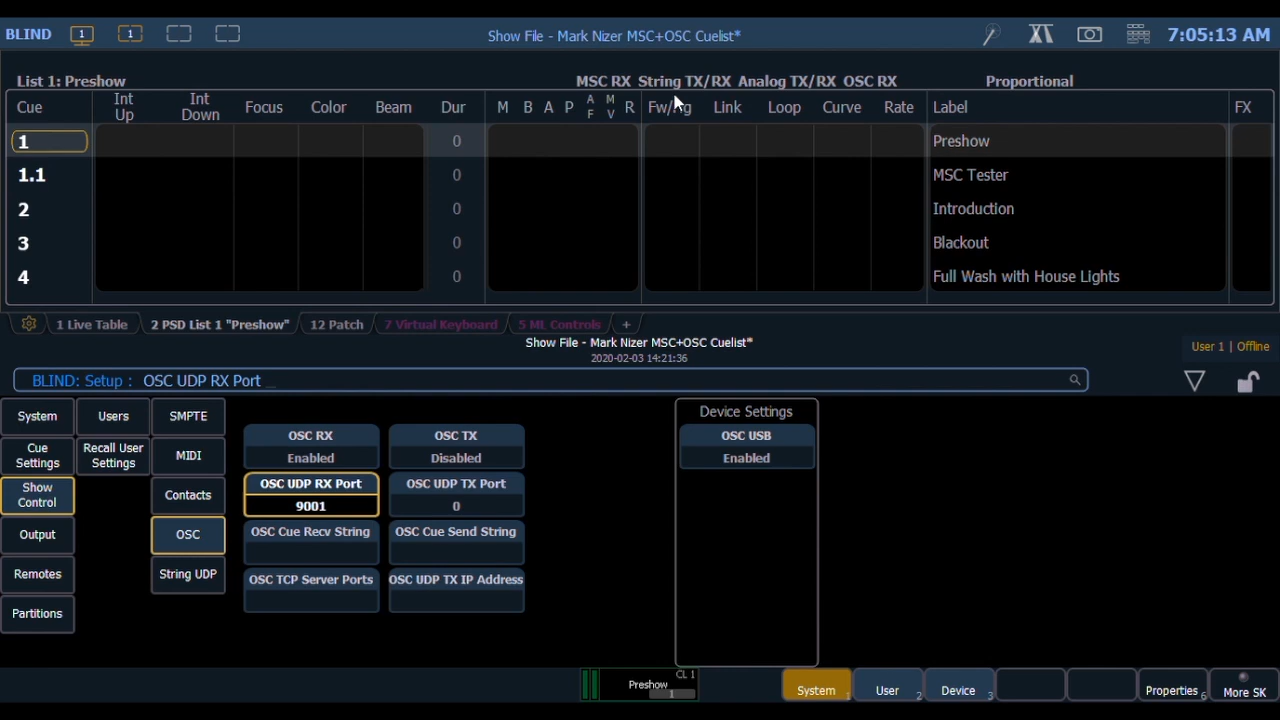 BLIND 1 1 Show File - Mark Nizer MSC+OSC Cuelist* 7:05:13 AM
List 1: Preshow MSC RX String TX/RX Analog TX/RX OSC RX Proportional
Cue Int Up Int Down Focus Color Beam Dur M B A P A F M V R Fw/Hg Link Loop Curve Rate Label FX
1 0 Preshow
1.1 0 MSC Tester
2 0 Introduction
3 0 Blackout
4 0 Full Wash with House Lights
1 Live Table 2 PSD List 1 "Preshow" 12 Patch 7 Virtual Keyboard 5 ML Controls +
Show File - Mark Nizer MSC+OSC Cuelist*
2020-02-03 14:21:36
User 1 | Offline
BLIND: Setup : OSC UDP RX Port _
System Users SMPTE
Cue Settings Recall User Settings MIDI
Show Control Contacts
Output OSC
Remotes String UDP
Partitions
OSC RX OSC TX
Enabled Disabled
OSC UDP RX Port OSC UDP TX Port
9001 0
OSC Cue Recv String OSC Cue Send String
OSC TCP Server Ports OSC UDP TX IP Address
Device Settings
OSC USB
Enabled
Preshow CL 1
1
System 1 User 2 Device 3 Properties 6 More SK